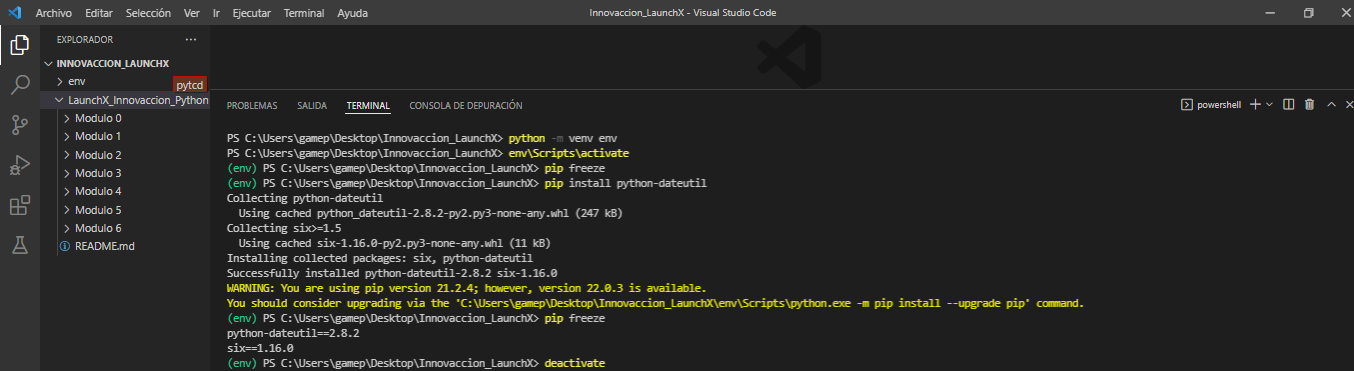 Archivo Editar Selección Ver Ir Ejecutar Terminal Ayuda
Innovaccion_LaunchX - Visual Studio Code
EXPLORADOR
INNOVACCION_LAUNCHX
env
pytcd
LaunchX_Innovaccion_Python
Modulo 0
Modulo 1
Modulo 2
Modulo 3
Modulo 4
Modulo 5
Modulo 6
README.md
PROBLEMAS SALIDA TERMINAL CONSOLA DE DEPURACIÓN
powershell
PS C:\Users\gamep\Desktop\Innovaccion_LaunchX> python -m venv env
PS C:\Users\gamep\Desktop\Innovaccion_LaunchX> env\Scripts\activate
(env) PS C:\Users\gamep\Desktop\Innovaccion_LaunchX> pip freeze
(env) PS C:\Users\gamep\Desktop\Innovaccion_LaunchX> pip install python-dateutil
Collecting python-dateutil
  Using cached python_dateutil-2.8.2-py2.py3-none-any.whl (247 kB)
Collecting six>=1.5
  Using cached six-1.16.0-py2.py3-none-any.whl (11 kB)
Installing collected packages: six, python-dateutil
Successfully installed python-dateutil-2.8.2 six-1.16.0
WARNING: You are using pip version 21.2.4; however, version 22.0.3 is available.
You should consider upgrading via the 'C:\Users\gamep\Desktop\Innovaccion_LaunchX\env\Scripts\python.exe -m pip install --upgrade pip' command.
(env) PS C:\Users\gamep\Desktop\Innovaccion_LaunchX> pip freeze
python-dateutil==2.8.2
six==1.16.0
(env) PS C:\Users\gamep\Desktop\Innovaccion_LaunchX> deactivate